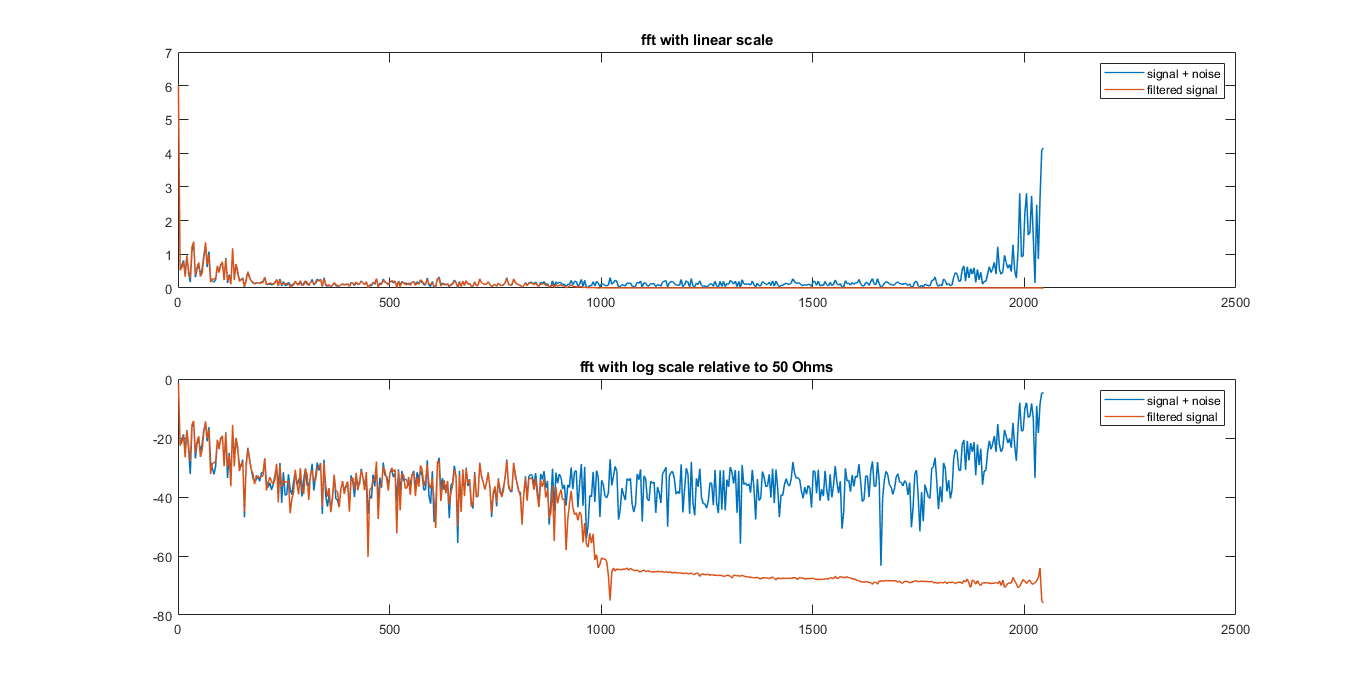 fft with linear scale
7
6
5
4
3
2
1
0
signal + noise
filtered signal
0 500 1000 1500 2000 2500
fft with log scale relative to 50 Ohms
0
-20
-40
-60
-80
signal + noise
filtered signal
0 500 1000 1500 2000 2500